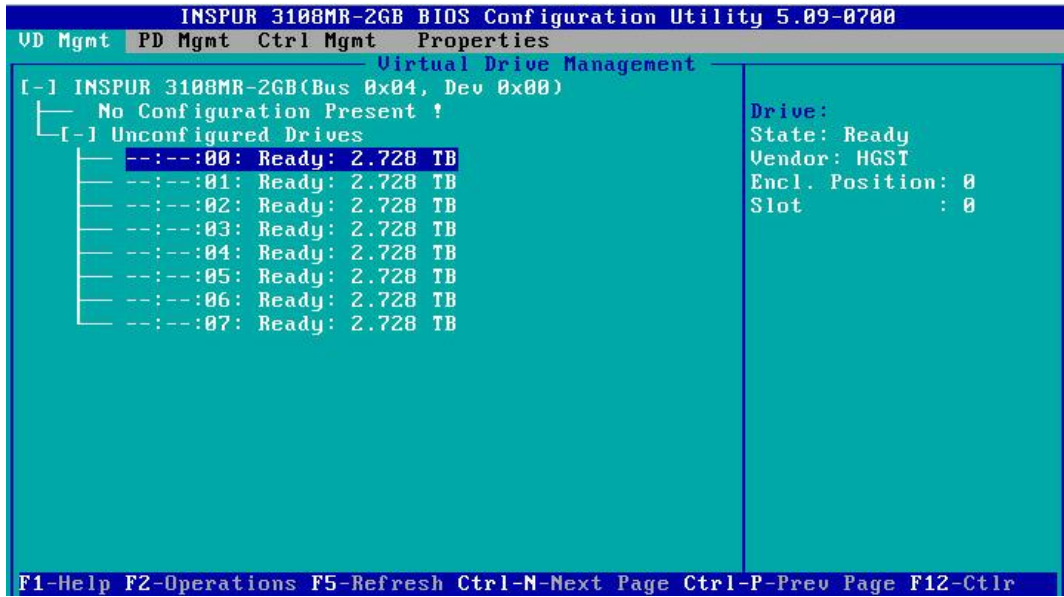 INSPUR 3108MR-2GB BIOS Configuration Utility 5.09-0700
VD Mgmt PD Mgmt Ctrl Mgmt Properties
Virtual Drive Management
[-] INSPUR 3108MR-2GB(Bus 0x04, Dev 0x00)
No Configuration Present !
[-] Unconfigured Drives
--:--:00: Ready: 2.728 TB
--:--:01: Ready: 2.728 TB
--:--:02: Ready: 2.728 TB
--:--:03: Ready: 2.728 TB
--:--:04: Ready: 2.728 TB
--:--:05: Ready: 2.728 TB
--:--:06: Ready: 2.728 TB
--:--:07: Ready: 2.728 TB
Drive:
State: Ready
Vendor: HGST
Encl. Position: 0
Slot : 0
F1-Help F2-Operations F5-Refresh Ctrl-N-Next Page Ctrl-P-Prev Page F12-Ctlr